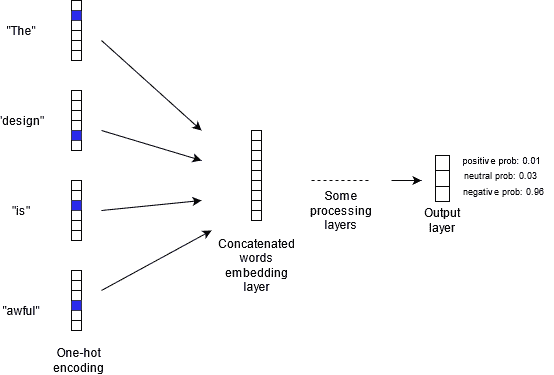 "The"
"design"
"is"
"awful"
One-hot
encoding
Concatenated
words
embedding
layer
Some
processing
layers
Output
layer
positive prob: 0.01
neutral prob: 0.03
negative prob: 0.96